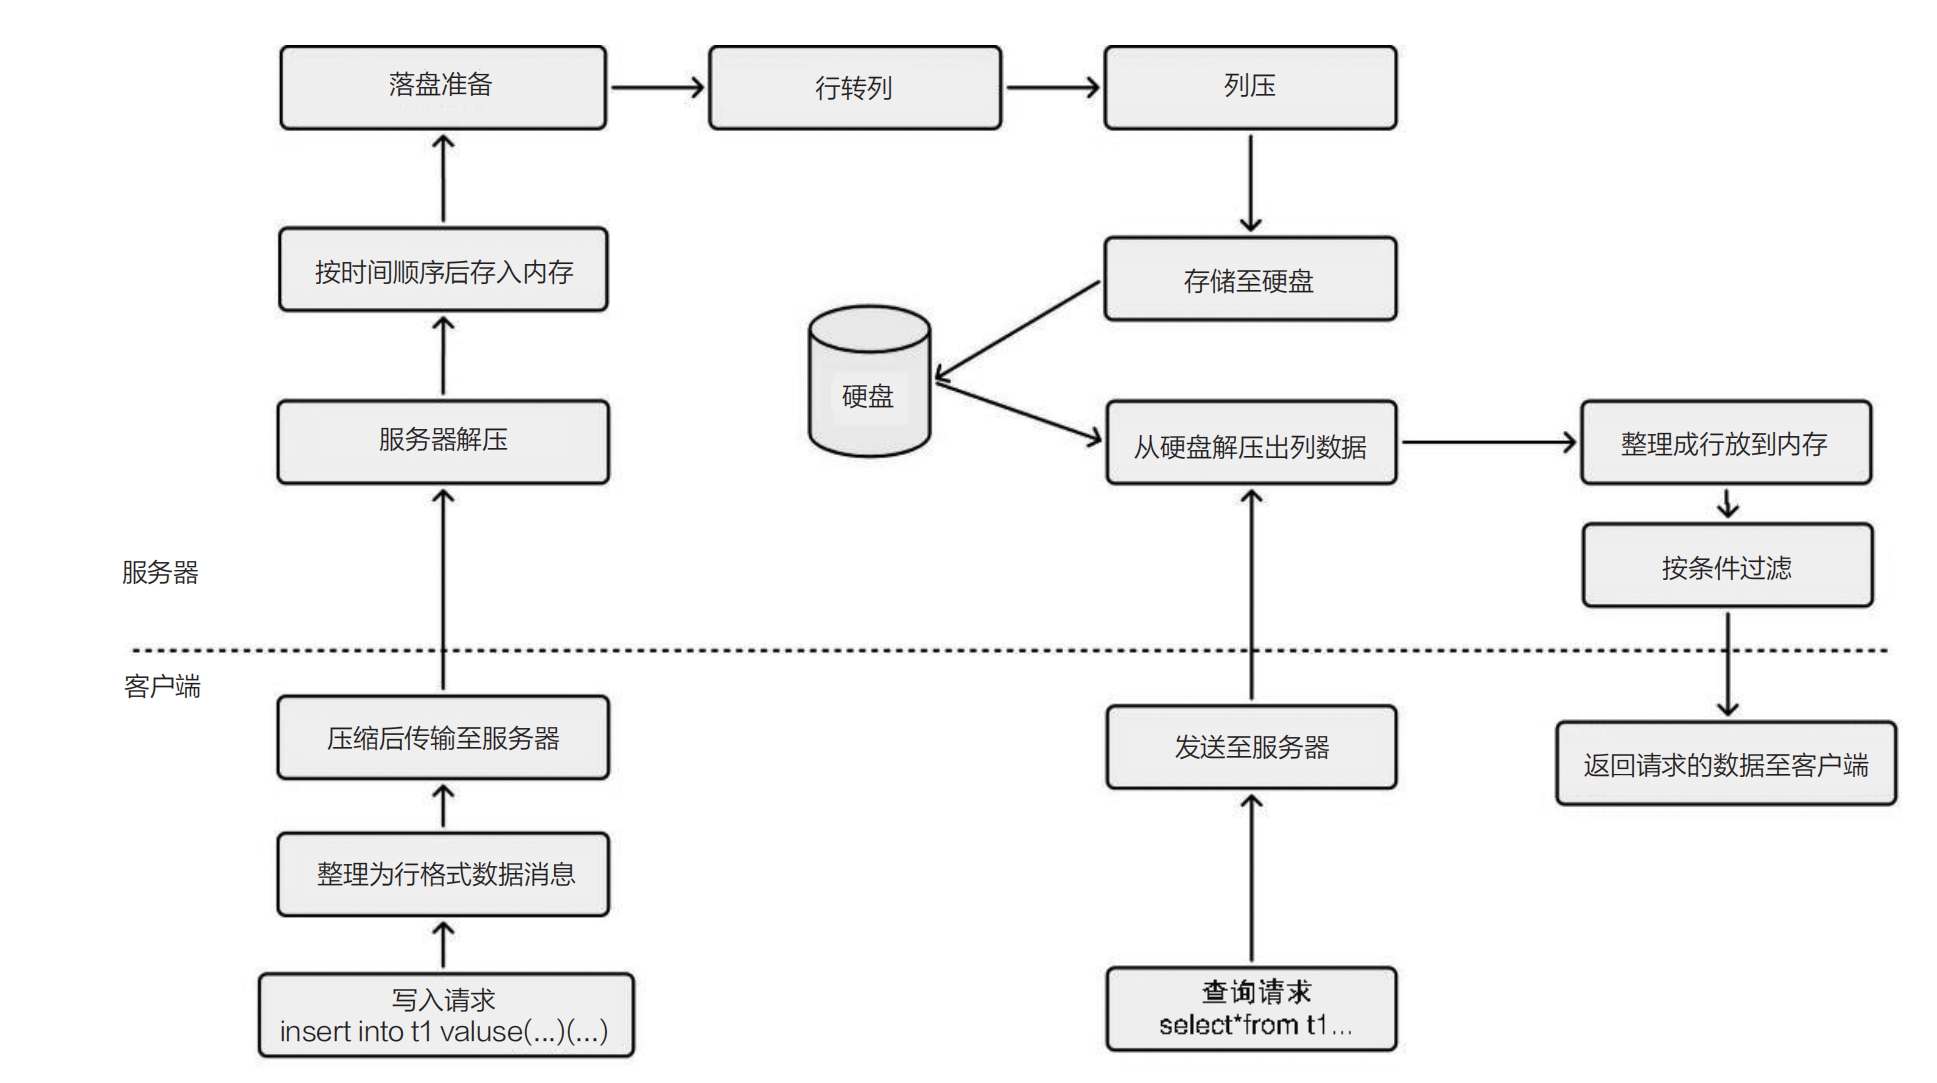 落盘准备
行转列
列压
按时间顺序后存入内存
存储至硬盘
硬盘
服务器解压
从硬盘解压出列数据
整理成行放到内存
按条件过滤
服务器
客户端
压缩后传输至服务器
发送至服务器
返回请求的数据至客户端
整理为行格式数据消息
写入请求
insert into t1 valuse(...)(...)
查询请求
select*from t1...